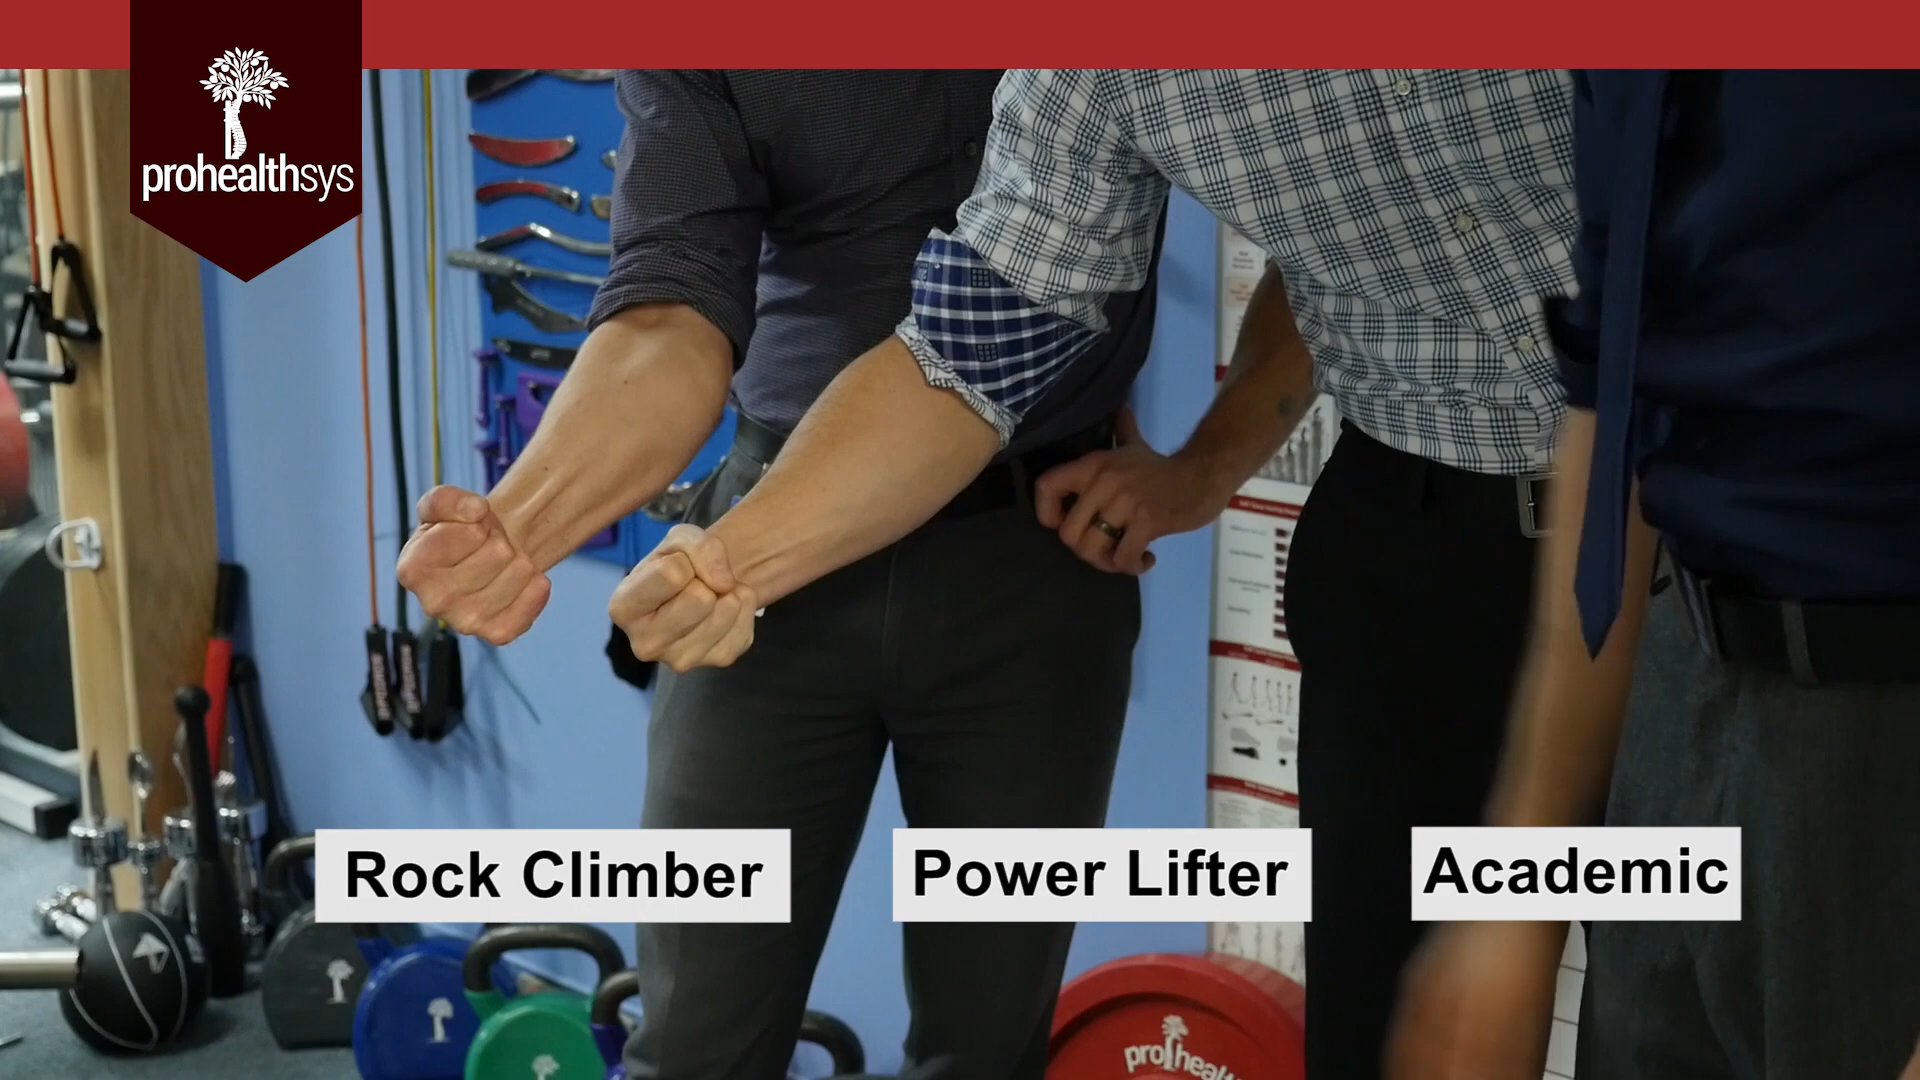 prohealthsys
Rock Climber
Power Lifter
Academic
prohealt